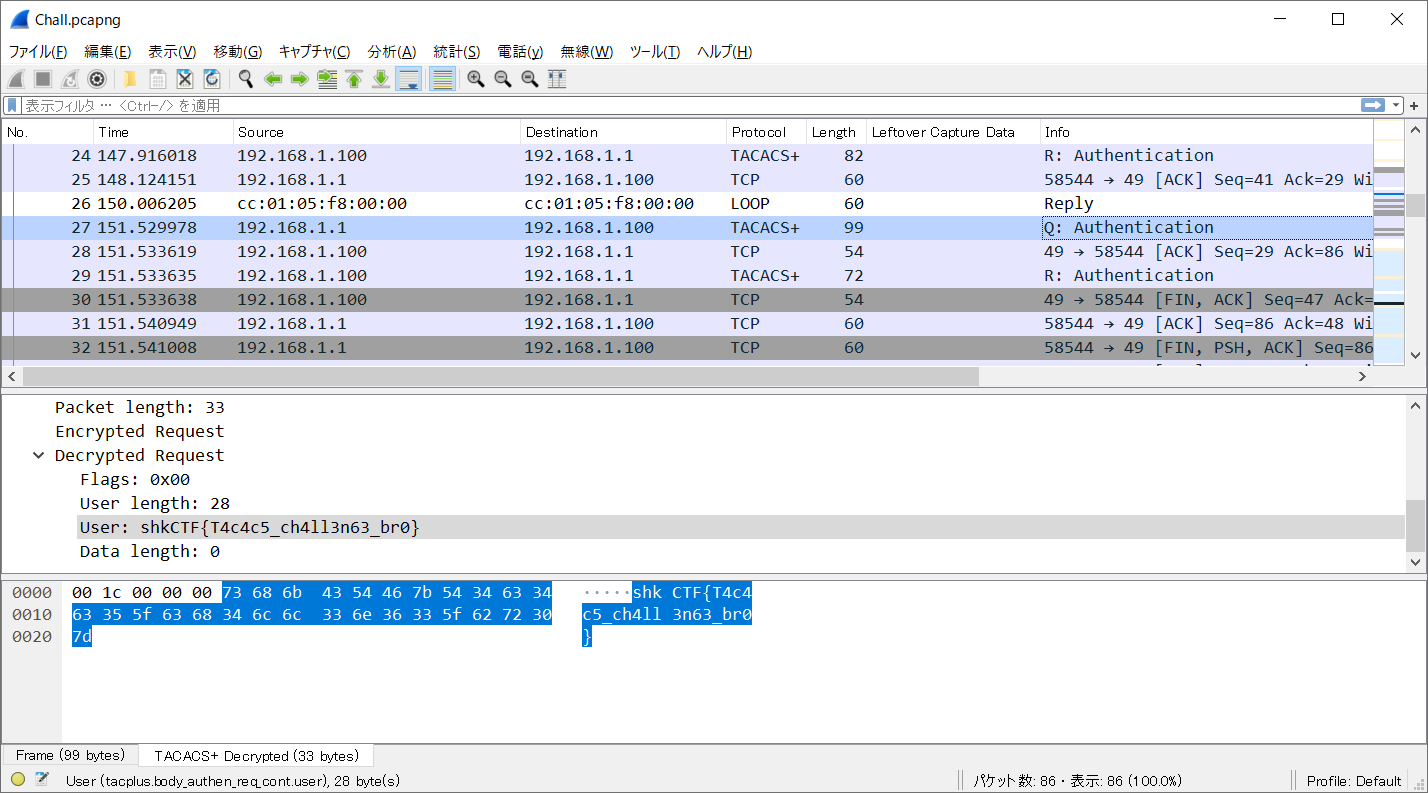 Chall.pcapng
ファイル(F) 編集(E) 表示(V) 移動(G) キャプチャ(C) 分析(A) 統計(S) 電話(y) 無線(W) ツール(T) ヘルプ(H)
表示フィルタ … <Ctrl-/> を適用
No. Time Source Destination Protocol Length Leftover Capture Data Info
24 147.916018 192.168.1.100 192.168.1.1 TACACS+ 82 R: Authentication
25 148.124151 192.168.1.1 192.168.1.100 TCP 60 58544 → 49 [ACK] Seq=41 Ack=29 Wi
26 150.006205 cc:01:05:f8:00:00 cc:01:05:f8:00:00 LOOP 60 Reply
27 151.529978 192.168.1.1 192.168.1.100 TACACS+ 99 Q: Authentication
28 151.533619 192.168.1.100 192.168.1.1 TCP 54 49 → 58544 [ACK] Seq=29 Ack=86 Wi
29 151.533635 192.168.1.100 192.168.1.1 TACACS+ 72 R: Authentication
30 151.533638 192.168.1.100 192.168.1.1 TCP 54 49 → 58544 [FIN, ACK] Seq=47 Ack=
31 151.540949 192.168.1.1 192.168.1.100 TCP 60 58544 → 49 [ACK] Seq=86 Ack=48 Wi
32 151.541008 192.168.1.1 192.168.1.100 TCP 60 58544 → 49 [FIN, PSH, ACK] Seq=86
Packet length: 33
Encrypted Request
Decrypted Request
Flags: 0x00
User length: 28
User: shkCTF{T4c4c5_ch4ll3n63_br0}
Data length: 0
0000 00 1c 00 00 00 73 68 6b 43 54 46 7b 54 34 63 34 ·····shk CTF{T4c4
0010 63 35 5f 63 68 34 6c 6c 33 6e 36 33 5f 62 72 30 c5_ch4ll 3n63_br0
0020 7d }
Frame (99 bytes) TACACS+ Decrypted (33 bytes)
User (tacplus.body_authen_req_cont.user), 28 byte(s) パケット数: 86 · 表示: 86 (100.0%) Profile: Default